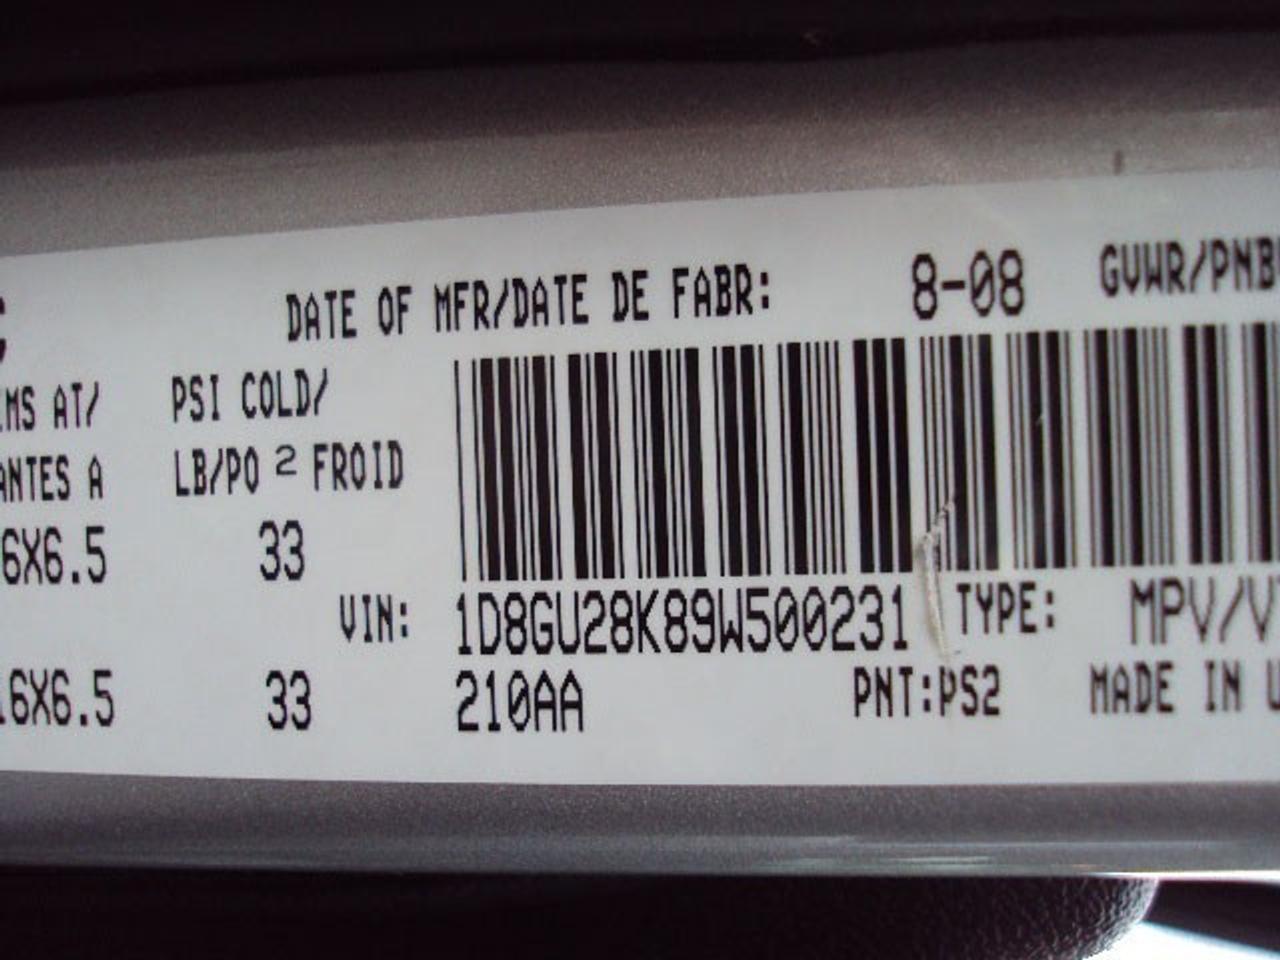 DATE OF MFR/DATE DE FABR: 8-08 GVWR/PNB
MS AT/ PSI COLD/
ANTES A LB/PO 2 FROID
6X6.5 33
VIN: 1D8GU28K89W500231 TYPE: MPV/V
16X6.5 33 210AA PNT:PS2 MADE IN U